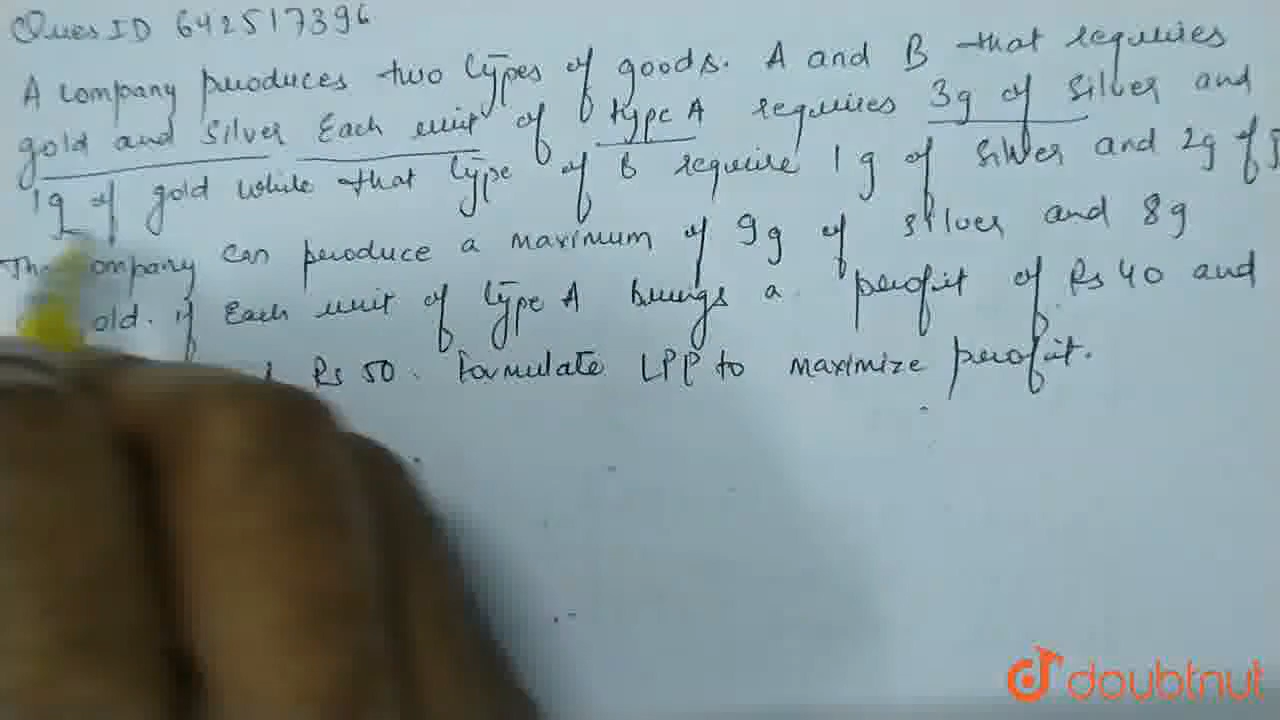 Ques ID 642517396
A company produces two types of goods. A and B that requires
gold and silver Each unit of type A requires 3g of silver and
1g of gold while that type of B require 1g of silver and 2g of g
The company can produce a maximum of 9g of silver and 8g
old. if Each unit of type A brings a profit of Rs 40 and
Rs 50. Formulate LPP to maximize profit.
doubtnut